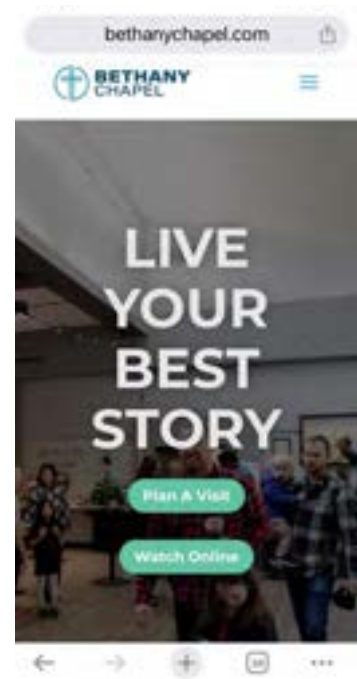 bethanychapel.com
BETHANY
CHAPEL
LIVE
YOUR
BEST
STORY
Plan A Visit
Watch Online